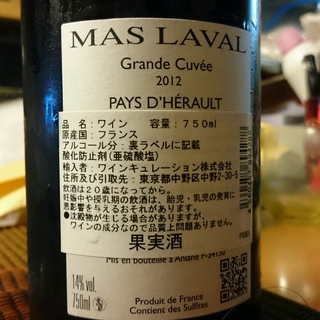 MAS LAVAL
Grande Cuvée
2012
PAYS D'HÉRAULT
品名:ワイン 容量:750ml
原産国:フランス
アルコール分:裏ラベルに記載
酸化防止剤(亜硫酸塩)
輸入者:ワインキュレーション株式会社
住所及び引取先:東京都中野区中野2-30-5
飲酒は20歳になってから。
妊娠中や授乳期の飲酒は、胎児・乳児の発育に
悪影響を与えるおそれがあります。
●沈殿物が生じる場合がありますが、
ワインの成分なので品質上問題ありません。
果実酒
Mis en bouteille à Aniane
14% vol.
750ml
Produit de France
Contient des Sulfites